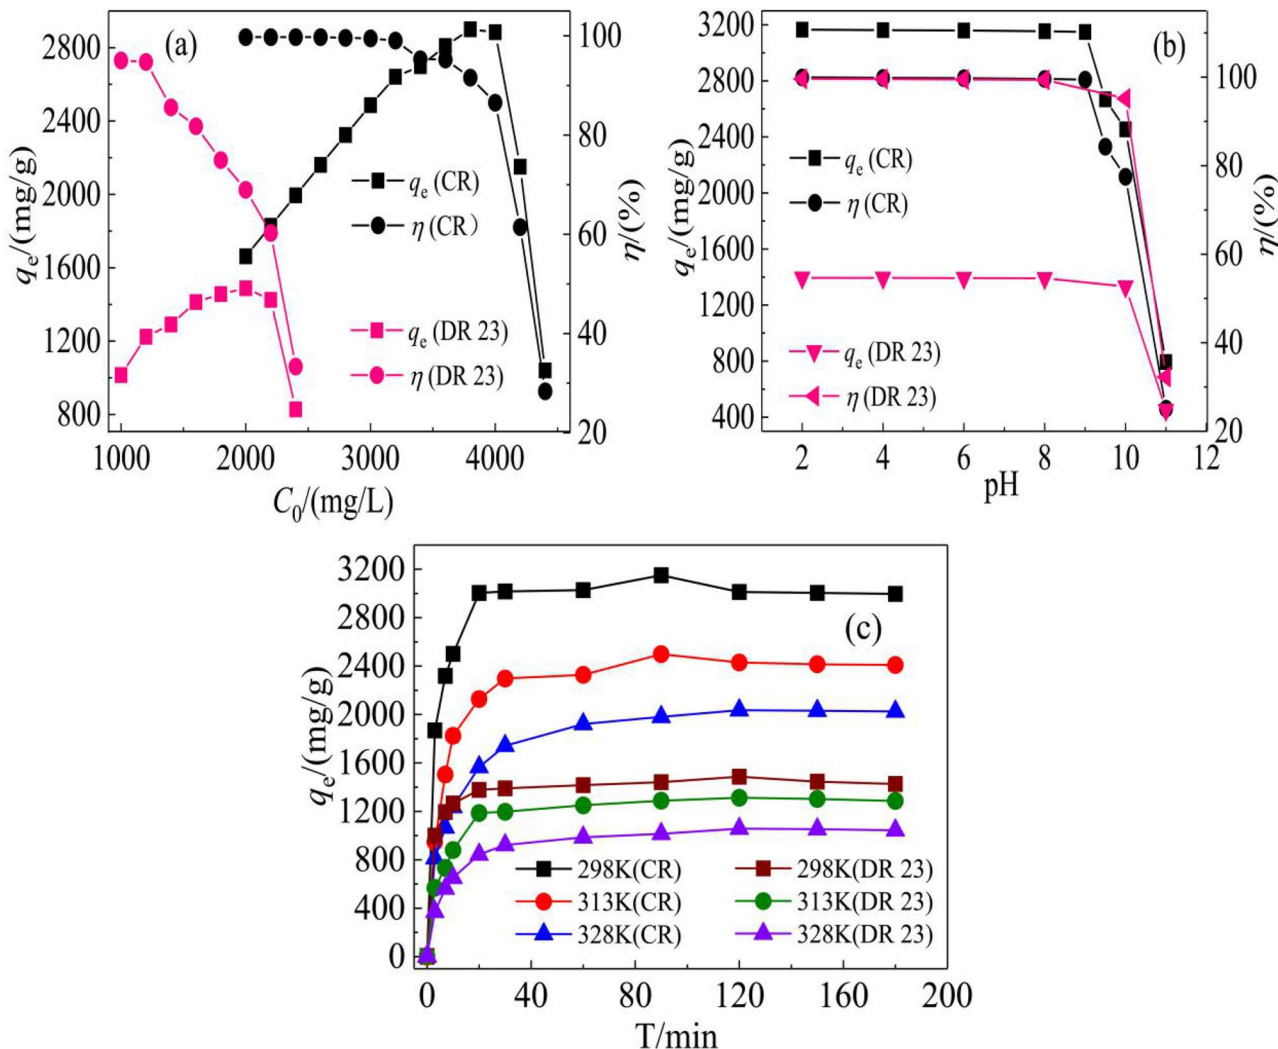 (a)
2800
2400
2000
1600
1200
800
qe/(mg/g)
100
80
60
40
20
η/(%)
qe (CR)
η (CR）
qe (DR 23)
η (DR 23)
1000 2000 3000 4000
C0/(mg/L)
(b)
3200
2800
2400
2000
1600
1200
800
400
qe/(mg/g)
100
80
60
40
20
η/(%)
qe (CR)
η (CR)
qe (DR 23)
η (DR 23)
2 4 6 8 10 12
pH
(c)
3200
2800
2400
2000
1600
1200
800
400
0
qe/(mg/g)
298K(CR) 298K(DR 23)
313K(CR) 313K(DR 23)
328K(CR) 328K(DR 23)
0 40 80 120 160 200
T/min